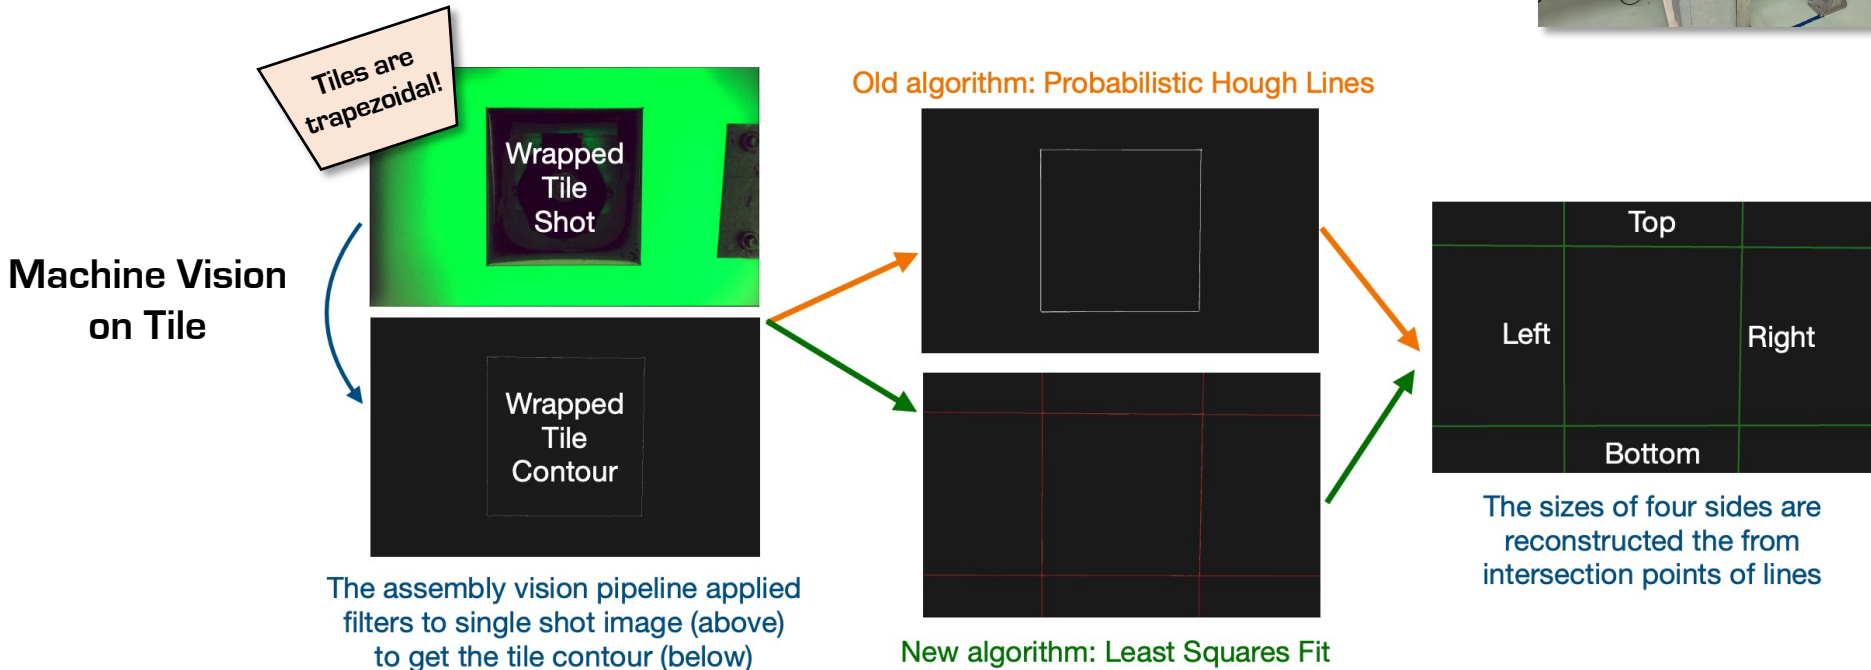 Tiles are
trapezoidal!
Wrapped
Tile
Shot
Machine Vision
on Tile
Wrapped
Tile
Contour
The assembly vision pipeline applied
filters to single shot image (above)
to get the tile contour (below)
Old algorithm: Probabilistic Hough Lines
New algorithm: Least Squares Fit
Top
Left
Right
Bottom
The sizes of four sides are
reconstructed the from
intersection points of lines